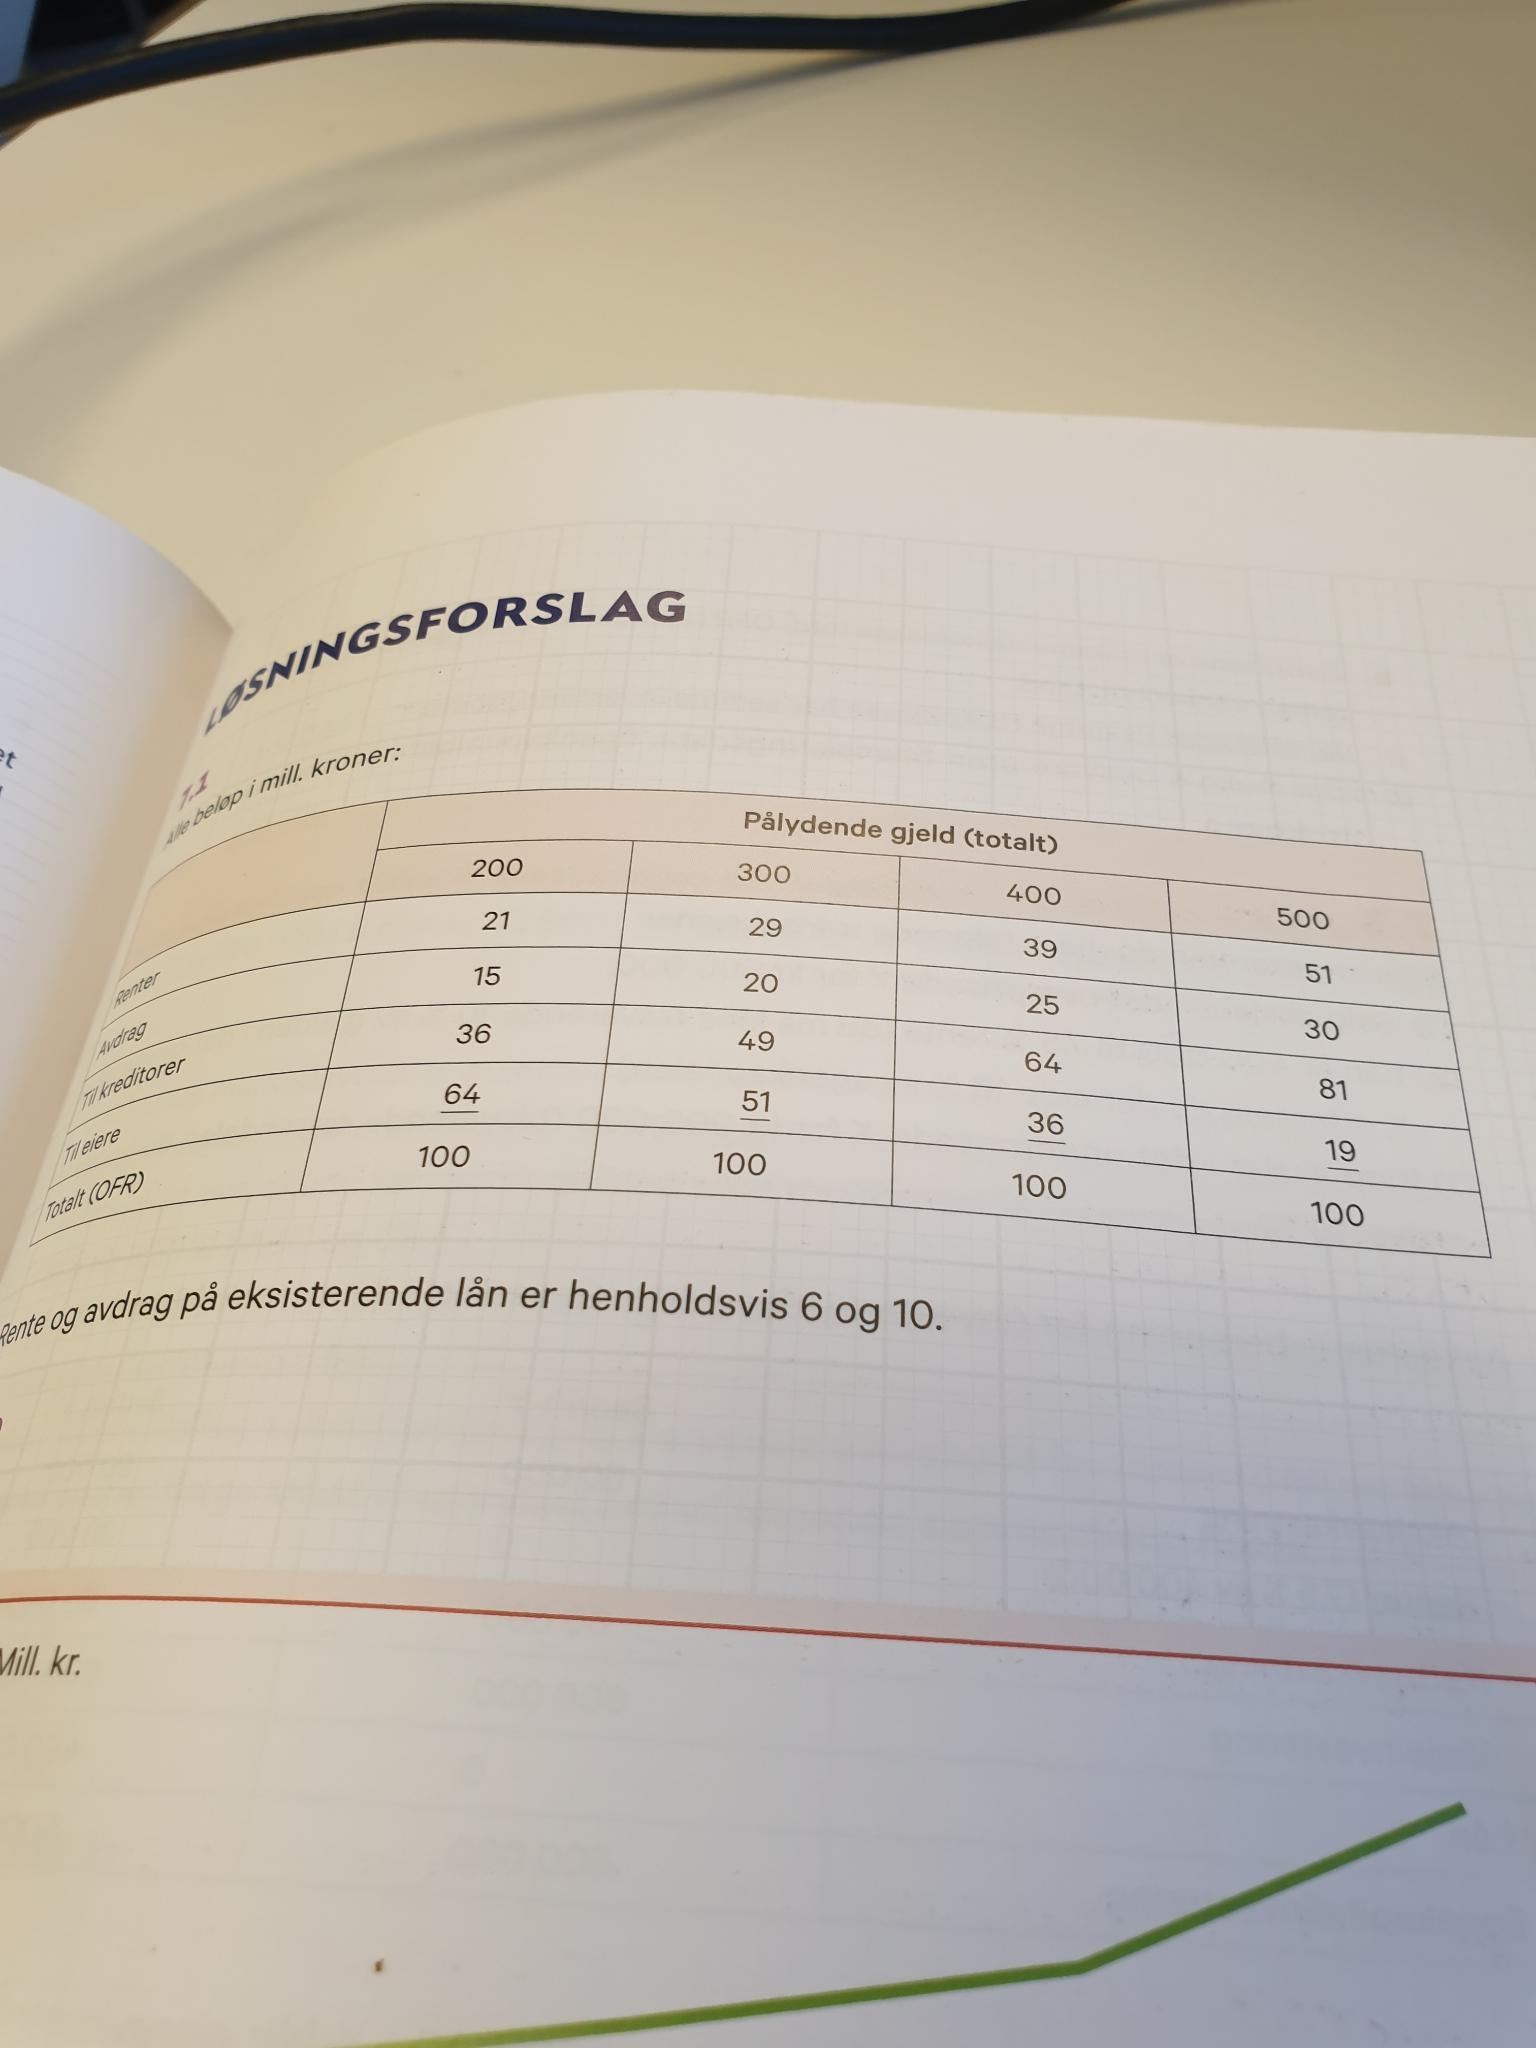 et
LØSNINGSFORSLAG
7.1
Alle beløp i mill. kroner:
Pålydende gjeld (totalt)
200 300 400 500
Renter 21 29 39 51
Avdrag 15 20 25 30
Til kreditorer 36 49 64 81
Til eiere 64 51 36 19
Totalt (OFR) 100 100 100 100
Rente og avdrag på eksisterende lån er henholdsvis 6 og 10.
Mill. kr.